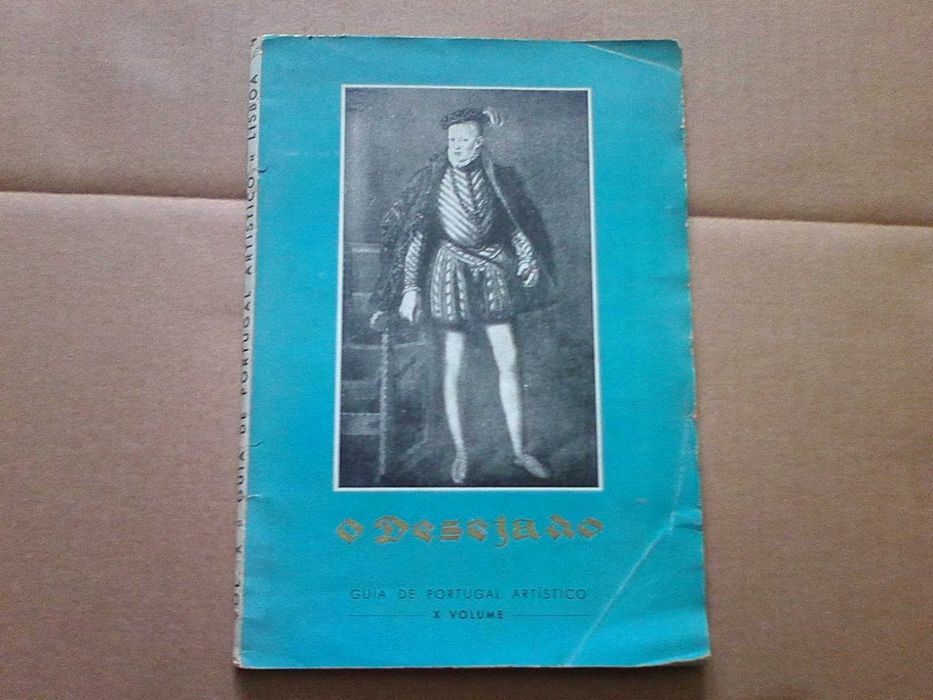 GUIA DE PORTUGAL ARTÍSTICO LISBOA
O Desejado
GUIA DE PORTUGAL ARTÍSTICO
X VOLUME